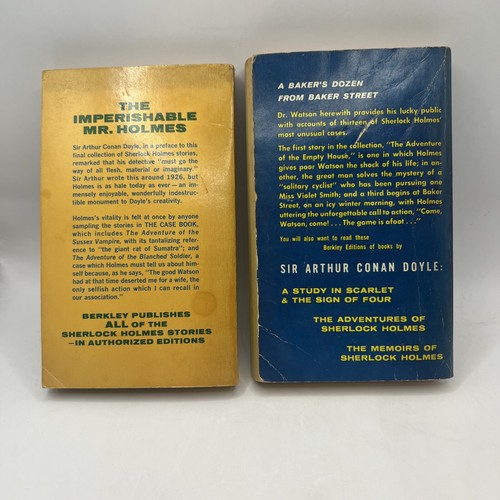 THE
IMPERISHABLE
MR. HOLMES
Sir Arthur Conan Doyle, in a preface to this
final collection of Sherlock Holmes stories,
remarked that his detective "must go the
way of all flesh, material or imaginary."
Sir Arthur wrote this around 1926, but
Holmes is as hale today as ever — an im-
mensely enjoyable, wonderfully indestruc-
tible monument to Doyle's creativity.
Holmes's vitality is felt at once by anyone
sampling the stories in THE CASE BOOK,
which includes The Adventure of the
Sussex Vampire, with its tantalizing refer-
ence to "the giant rat of Sumatra"; and
The Adventure of the Blanched Soldier, a
case which Holmes must tell us about him-
self because, as he says, "The good Watson
had at that time deserted me for a wife, the
only selfish action which I can recall in
our association."
BERKLEY PUBLISHES
ALL OF THE
SHERLOCK HOLMES STORIES
—IN AUTHORIZED EDITIONS
A BAKER'S DOZEN
FROM BAKER STREET
Dr. Watson herewith provides his lucky public
with accounts of thirteen of Sherlock Holmes'
most unusual cases.
The first story in the collection, "The Adventure
of the Empty House," is one in which Holmes
gives poor Watson the shock of his life; in an-
other, the great man solves the mystery of a
"solitary cyclist" who has been pursuing one
Miss Violet Smith; and a third begins at Baker
Street, on an icy winter morning, with Holmes
uttering the unforgettable call to action, "Come,
Watson, come! . . . The game is afoot . . ."
You will also want to read these
Berkley Editions of books by
SIR ARTHUR CONAN DOYLE:
A STUDY IN SCARLET
& THE SIGN OF FOUR
THE ADVENTURES OF
SHERLOCK HOLMES
THE MEMOIRS OF
SHERLOCK HOLMES